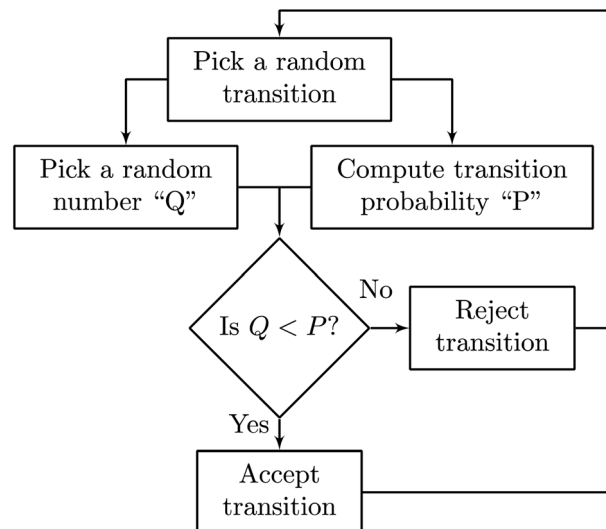 Pick a random
transition
Pick a random
number “Q”
Compute transition
probability “P”
Is Q < P?
No
Reject
transition
Yes
Accept
transition